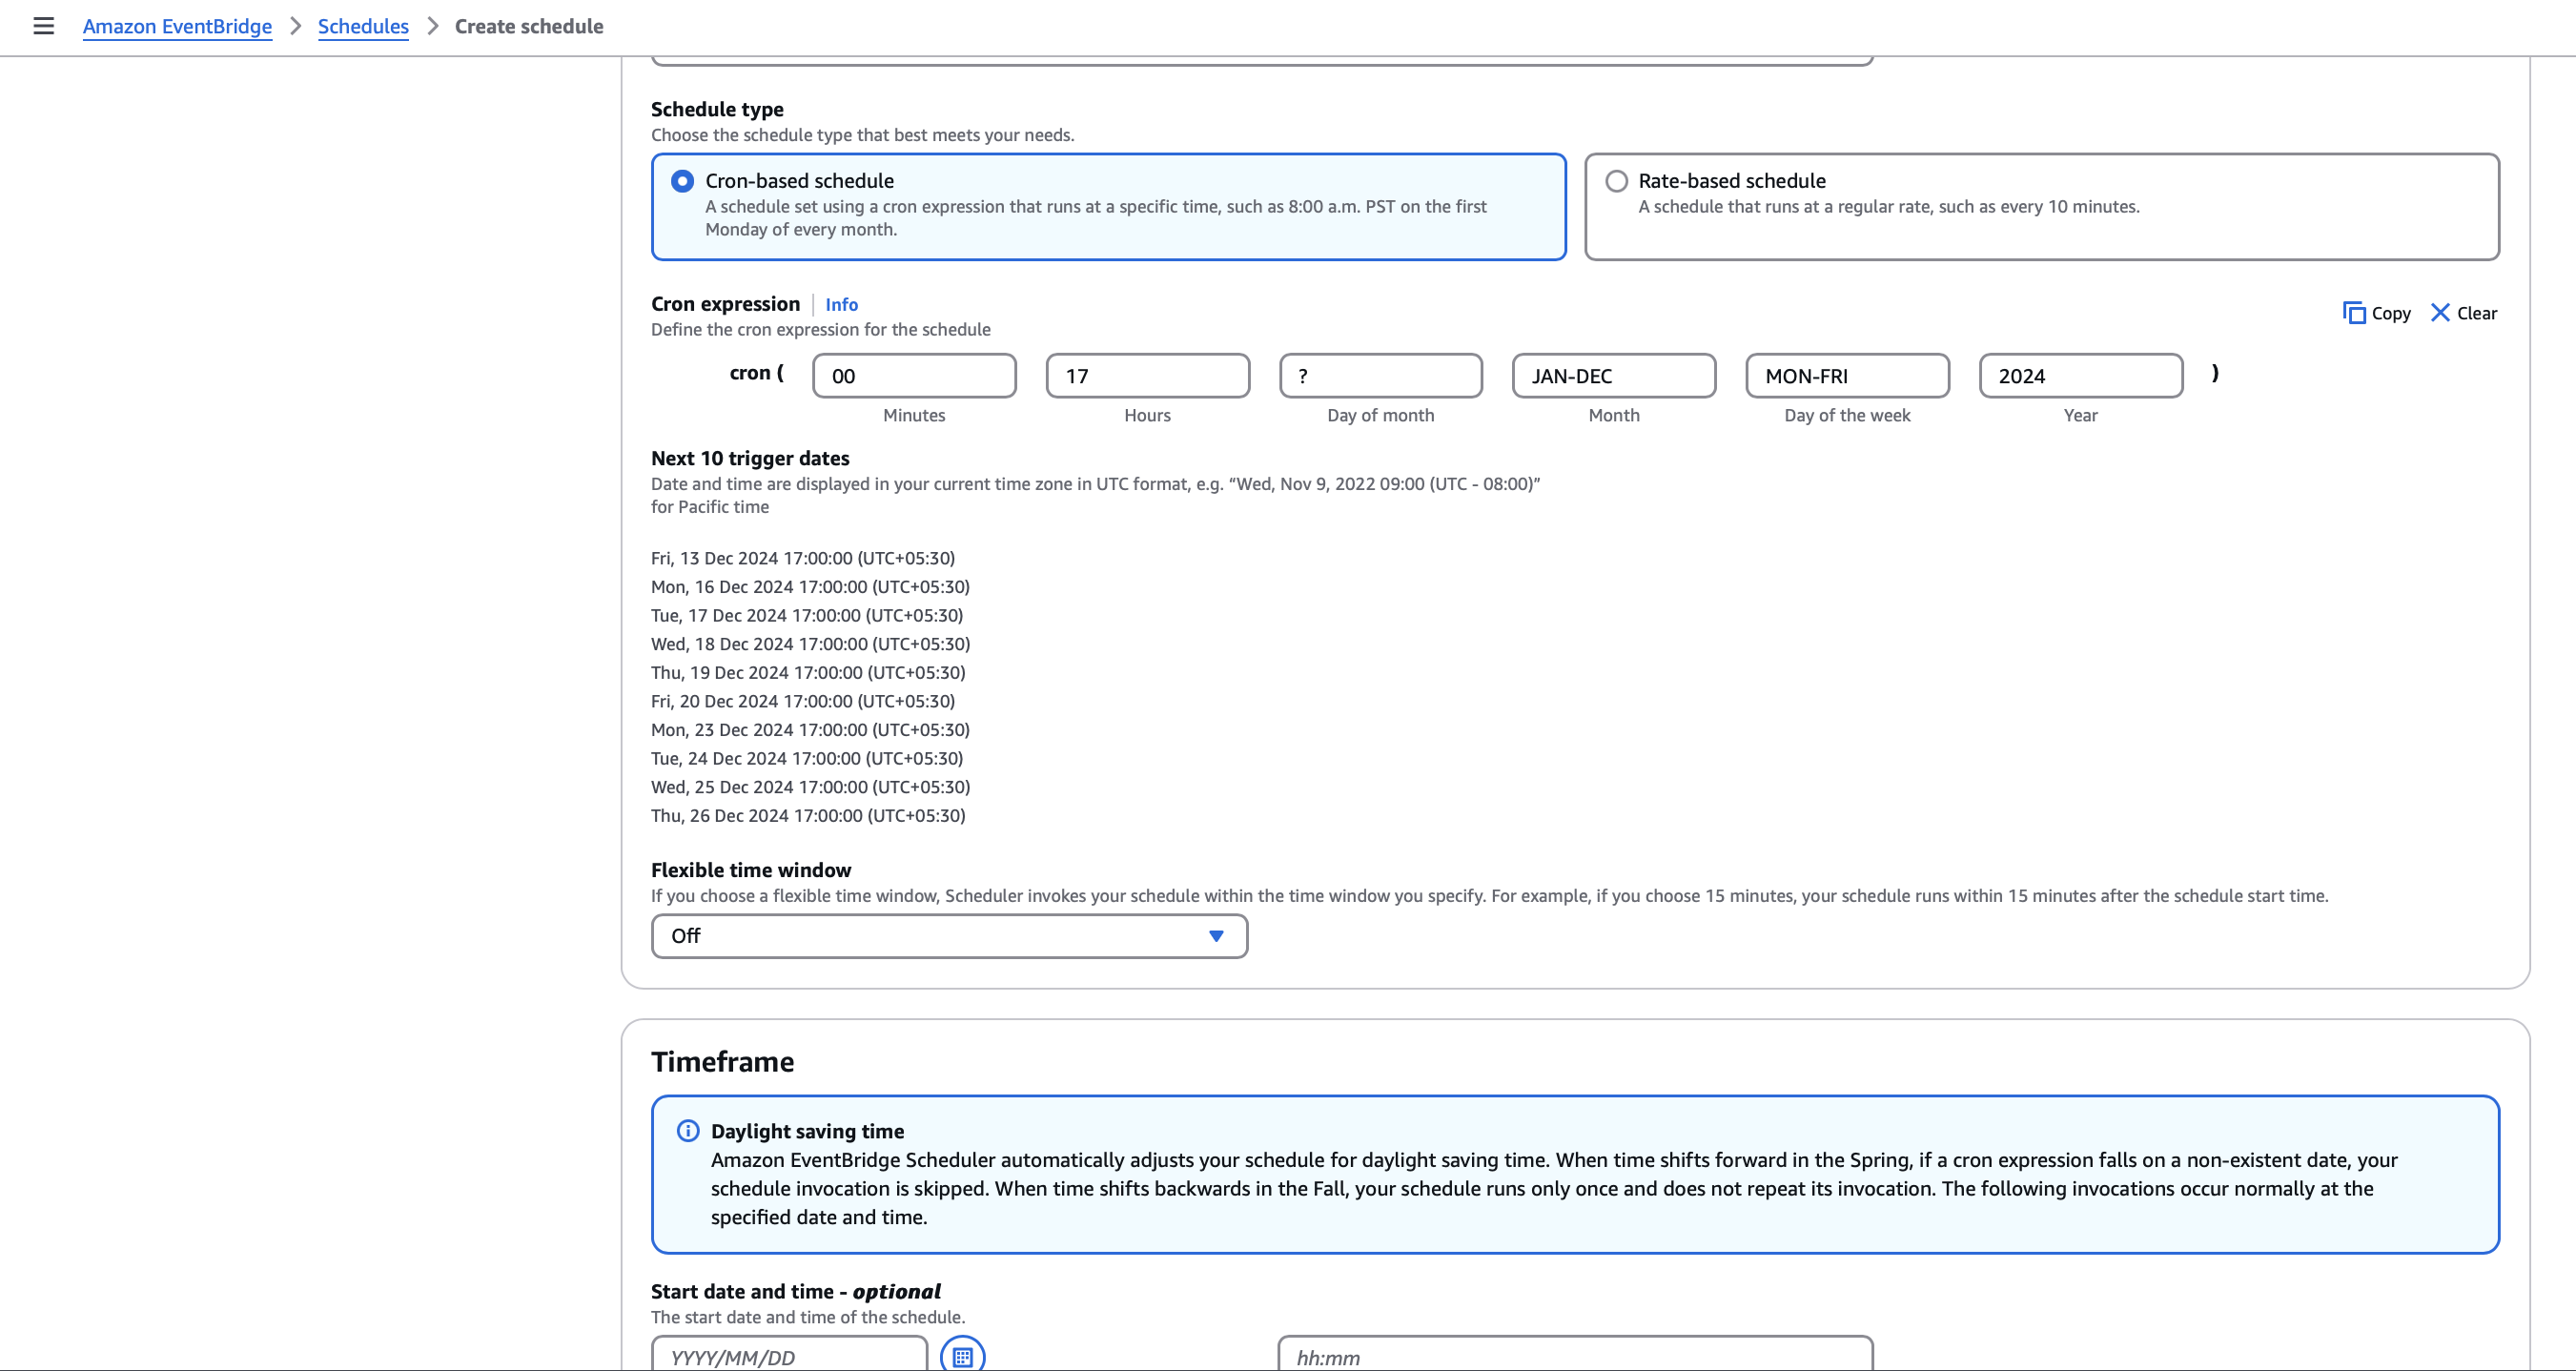 Amazon EventBridge > Schedules > Create schedule
Schedule type
Choose the schedule type that best meets your needs.
Cron-based schedule
A schedule set using a cron expression that runs at a specific time, such as 8:00 a.m. PST on the first
Monday of every month.
Rate-based schedule
A schedule that runs at a regular rate, such as every 10 minutes.
Cron expression | Info
Define the cron expression for the schedule
Copy Clear
cron ( 00 17 ? JAN-DEC MON-FRI 2024 )
Minutes Hours Day of month Month Day of the week Year
Next 10 trigger dates
Date and time are displayed in your current time zone in UTC format, e.g. “Wed, Nov 9, 2022 09:00 (UTC - 08:00)”
for Pacific time
Fri, 13 Dec 2024 17:00:00 (UTC+05:30)
Mon, 16 Dec 2024 17:00:00 (UTC+05:30)
Tue, 17 Dec 2024 17:00:00 (UTC+05:30)
Wed, 18 Dec 2024 17:00:00 (UTC+05:30)
Thu, 19 Dec 2024 17:00:00 (UTC+05:30)
Fri, 20 Dec 2024 17:00:00 (UTC+05:30)
Mon, 23 Dec 2024 17:00:00 (UTC+05:30)
Tue, 24 Dec 2024 17:00:00 (UTC+05:30)
Wed, 25 Dec 2024 17:00:00 (UTC+05:30)
Thu, 26 Dec 2024 17:00:00 (UTC+05:30)
Flexible time window
If you choose a flexible time window, Scheduler invokes your schedule within the time window you specify. For example, if you choose 15 minutes, your schedule runs within 15 minutes after the schedule start time.
Off
Timeframe
Daylight saving time
Amazon EventBridge Scheduler automatically adjusts your schedule for daylight saving time. When time shifts forward in the Spring, if a cron expression falls on a non-existent date, your
schedule invocation is skipped. When time shifts backwards in the Fall, your schedule runs only once and does not repeat its invocation. The following invocations occur normally at the
specified date and time.
Start date and time - optional
The start date and time of the schedule.
YYYY/MM/DD hh:mm